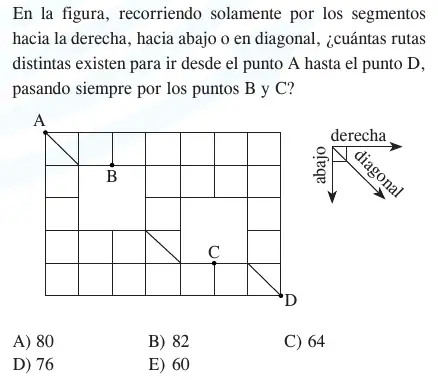 En la figura, recorriendo solamente por los segmentos
hacia la derecha, hacia abajo o en diagonal, ¿cuántas rutas
distintas existen para ir desde el punto A hasta el punto D,
pasando siempre por los puntos B y C?
A
derecha
abajo
diagonal
B
C
D
A) 80 B) 82 C) 64
D) 76 E) 60